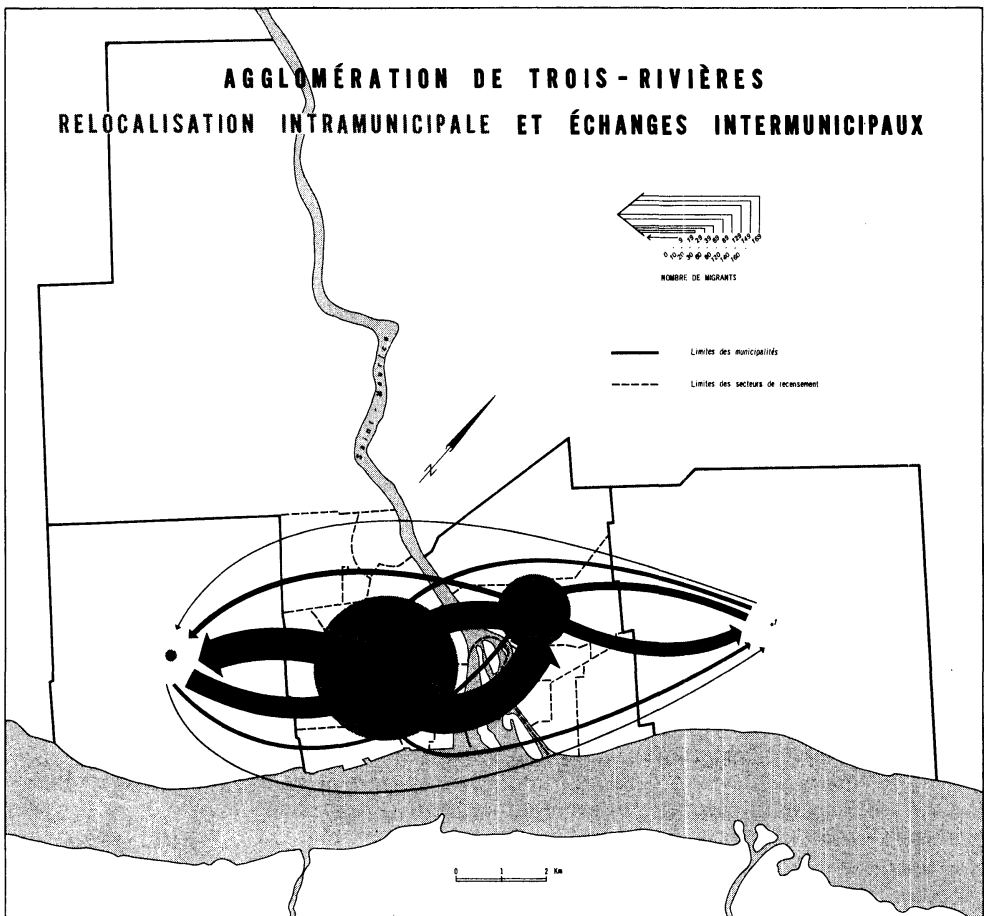 AGGLOMÉRATION DE TROIS-RIVIÈRES
RELOCALISATION INTRAMUNICIPALE ET ÉCHANGES INTERMUNICIPAUX
NOMBRE DE MIGRANTS
Limites des municipalités
Limites des secteurs de recensement
Saint-Maurice
N
0 1 2 Km